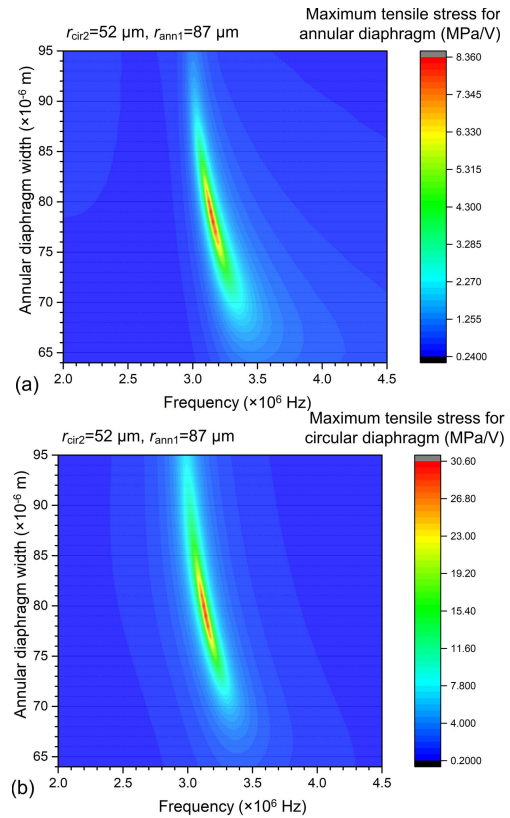 Maximum tensile stress for
r_cir2=52 μm, r_ann1=87 μm annular diaphragm (MPa/V)
95
90
85
80
75
70
65
Annular diaphragm width (×10⁻⁶ m)
8.360
7.345
6.330
5.315
4.300
3.285
2.270
1.255
0.2400
2.0 2.5 3.0 3.5 4.0 4.5
(a)
Frequency (×10⁶ Hz)
Maximum tensile stress for
r_cir2=52 μm, r_ann1=87 μm circular diaphragm (MPa/V)
95
90
85
80
75
70
65
Annular diaphragm width (×10⁻⁶ m)
30.60
26.80
23.00
19.20
15.40
11.60
7.800
4.000
0.2000
2.0 2.5 3.0 3.5 4.0 4.5
(b)
Frequency (×10⁶ Hz)